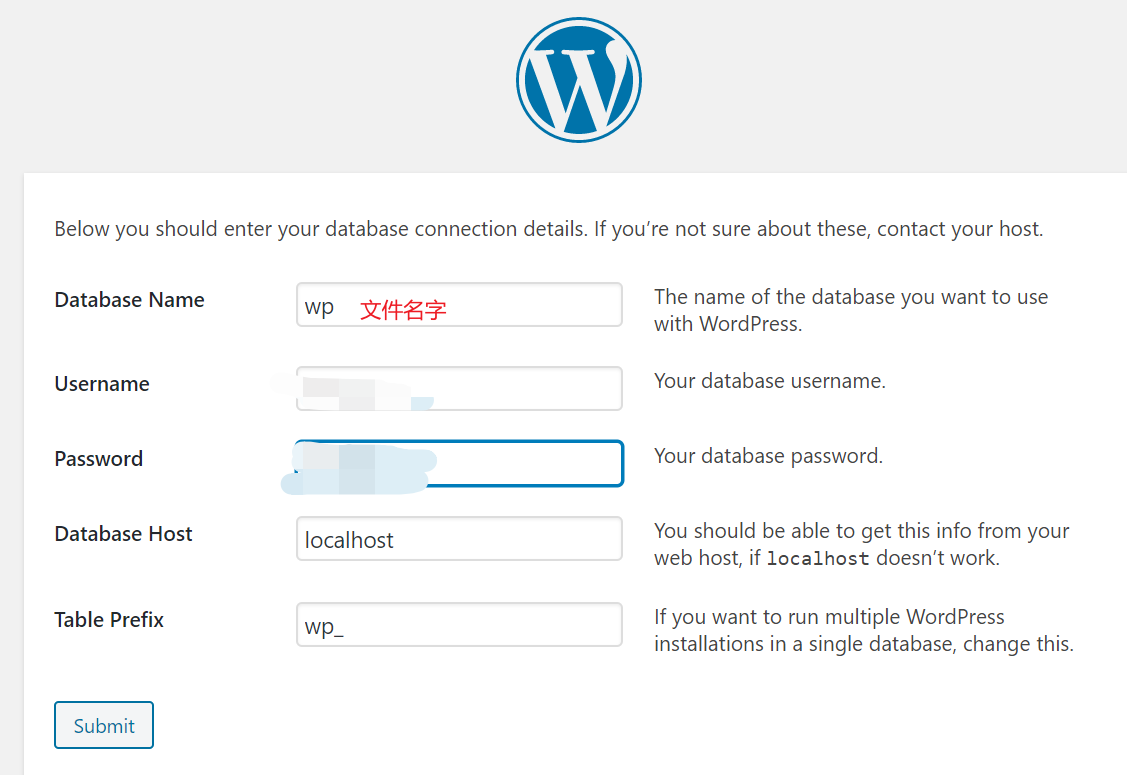 Below you should enter your database connection details. If you’re not sure about these, contact your host.
Database Name
wp 文件名字
The name of the database you want to use
with WordPress.
Username
Your database username.
Password
Your database password.
Database Host
localhost
You should be able to get this info from your
web host, if localhost doesn’t work.
Table Prefix
wp_
If you want to run multiple WordPress
installations in a single database, change this.
Submit